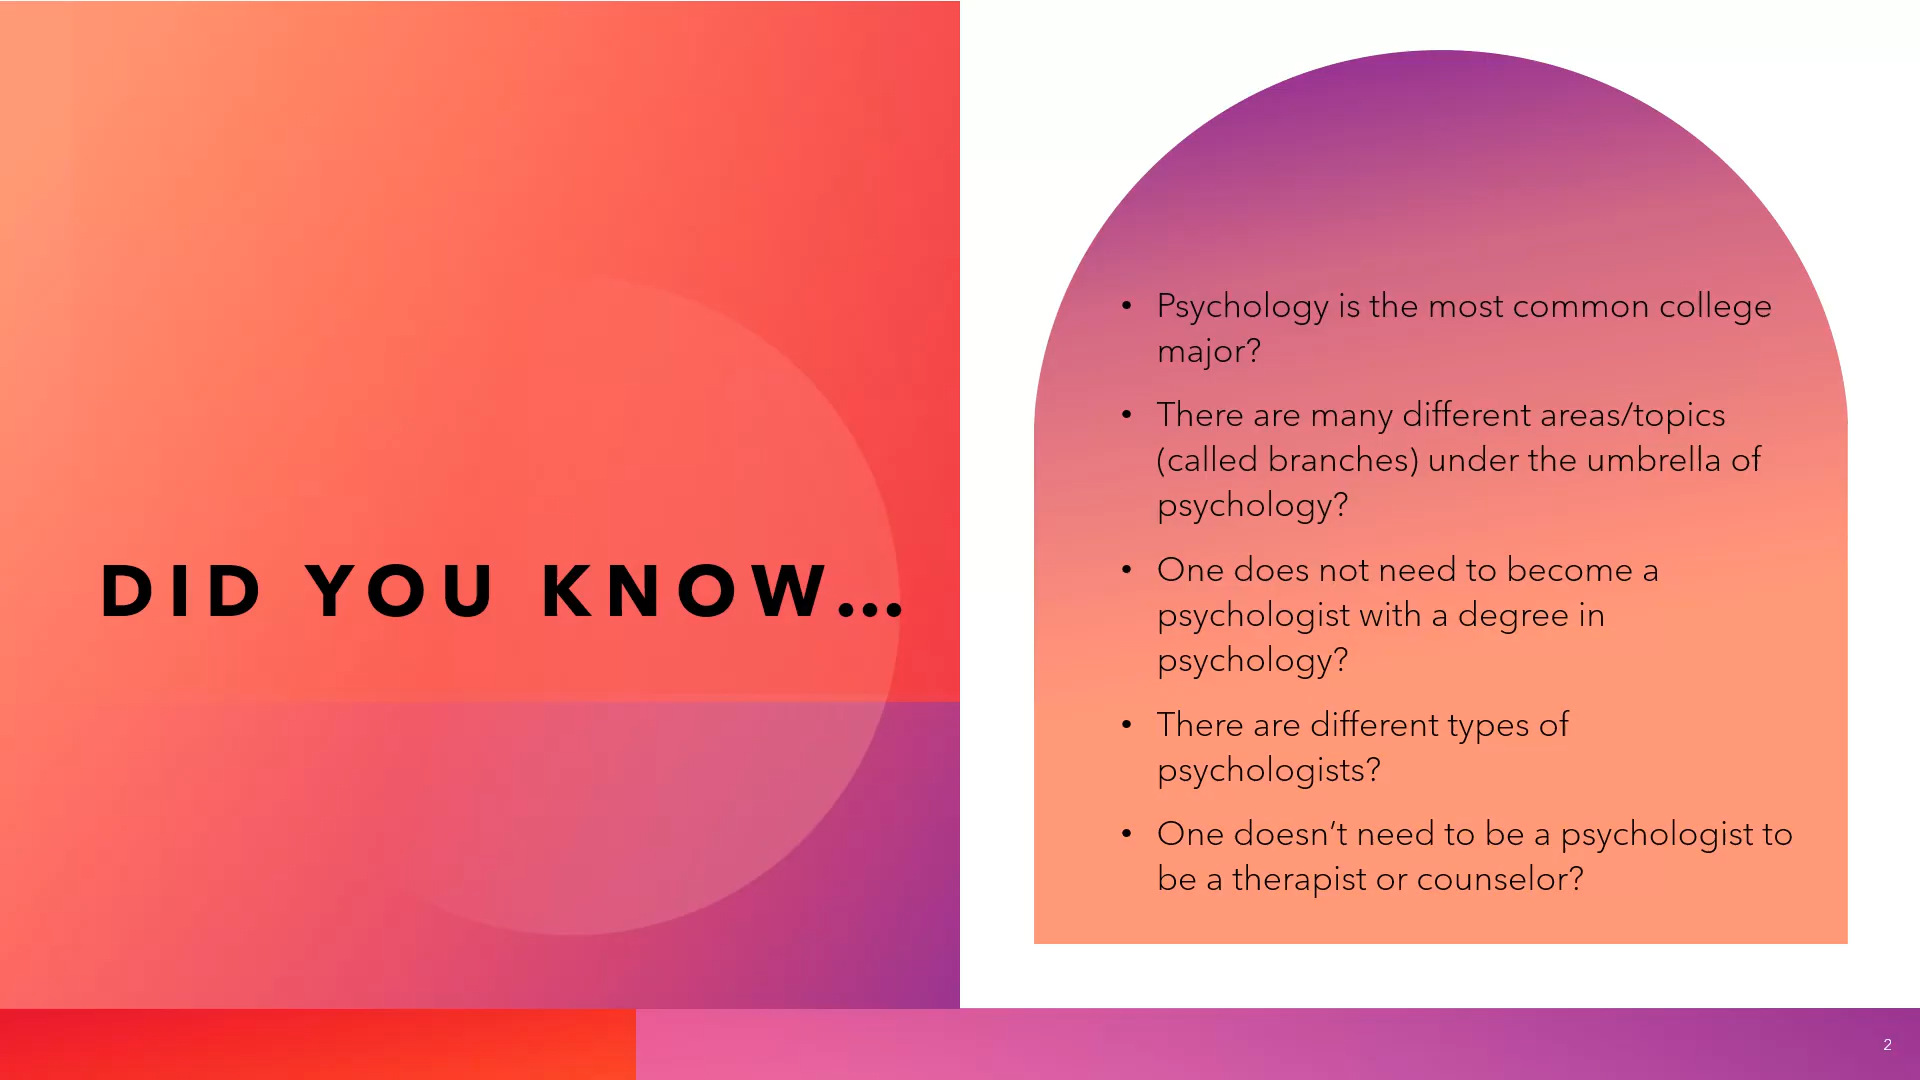 DID YOU KNOW...
• Psychology is the most common college
major?
• There are many different areas/topics
(called branches) under the umbrella of
psychology?
• One does not need to become a
psychologist with a degree in
psychology?
• There are different types of
psychologists?
• One doesn’t need to be a psychologist to
be a therapist or counselor?
2